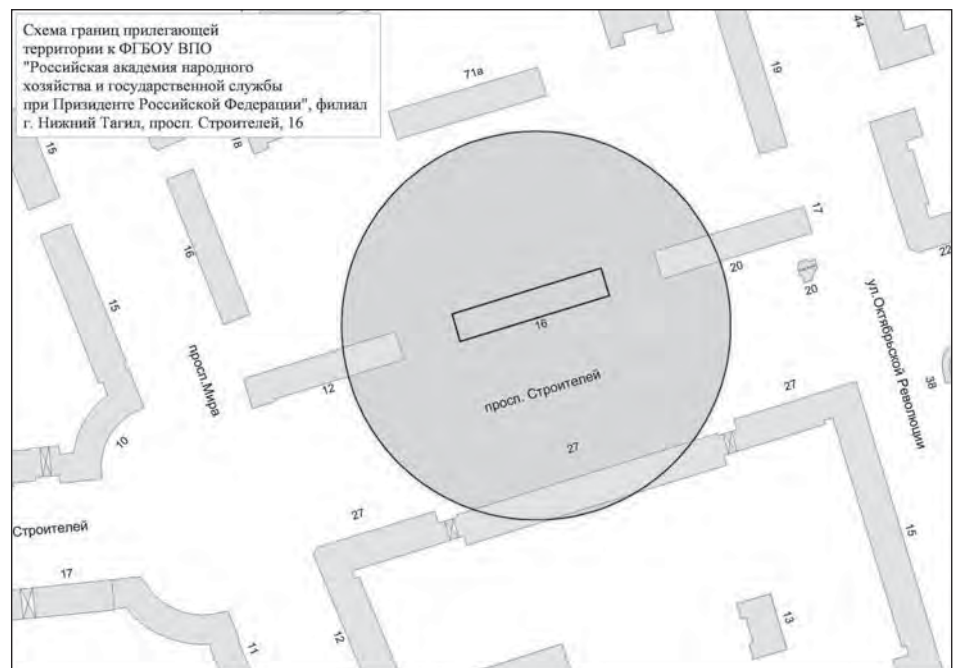 Схема границ прилегающей
территории к ФГБОУ ВПО
"Российская академия народного
хозяйства и государственной службы
при Президенте Российской Федерации", филиал
г. Нижний Тагил, просп. Строителей, 16
44
19
71а
18
15
16
17
20
20
22
15
16
ул.Октябрьской Революции
просп.Мира
12
просп. Строителей
27
38
10
27
27
Строителей
15
17
13
12
11